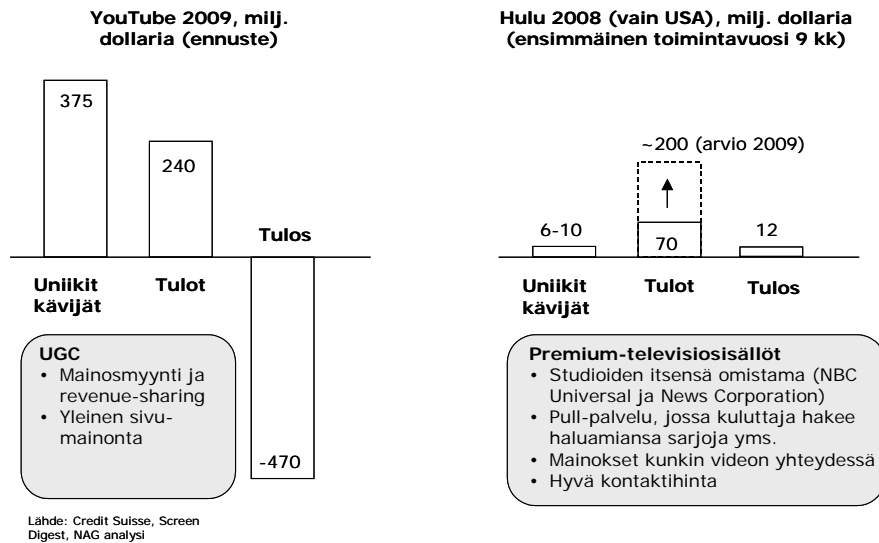 YouTube 2009, milj.
dollaria (ennuste)
375
240
Tulos
Uniikit
kävijät
Tulot
-470
UGC
• Mainosmyynti ja
revenue-sharing
• Yleinen sivu-
mainonta
Lähde: Credit Suisse, Screen
Digest, NAG analysi
Hulu 2008 (vain USA), milj. dollaria
(ensimmäinen toimintavuosi 9 kk)
~200 (arvio 2009)
6-10
70
12
Uniikit
kävijät
Tulot
Tulos
Premium-televisiosisällöt
• Studioiden itsensä omistama (NBC
Universal ja News Corporation)
• Pull-palvelu, jossa kuluttaja hakee
haluamiansa sarjoja yms.
• Mainokset kunkin videon yhteydessä
• Hyvä kontaktihinta